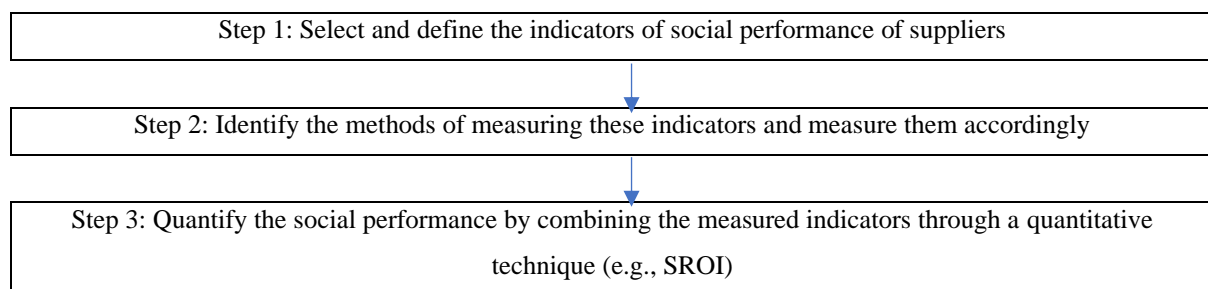 Step 1: Select and define the indicators of social performance of suppliers
Step 2: Identify the methods of measuring these indicators and measure them accordingly
Step 3: Quantify the social performance by combining the measured indicators through a quantitative
technique (e.g., SROI)